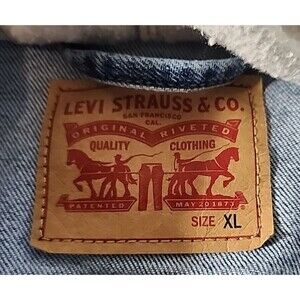 LEVI STRAUSS & CO.
SAN FRANCISCO
CAL.
ORIGINAL RIVETED
QUALITY CLOTHING
PATENTED MAY 20 1873
SIZE XL